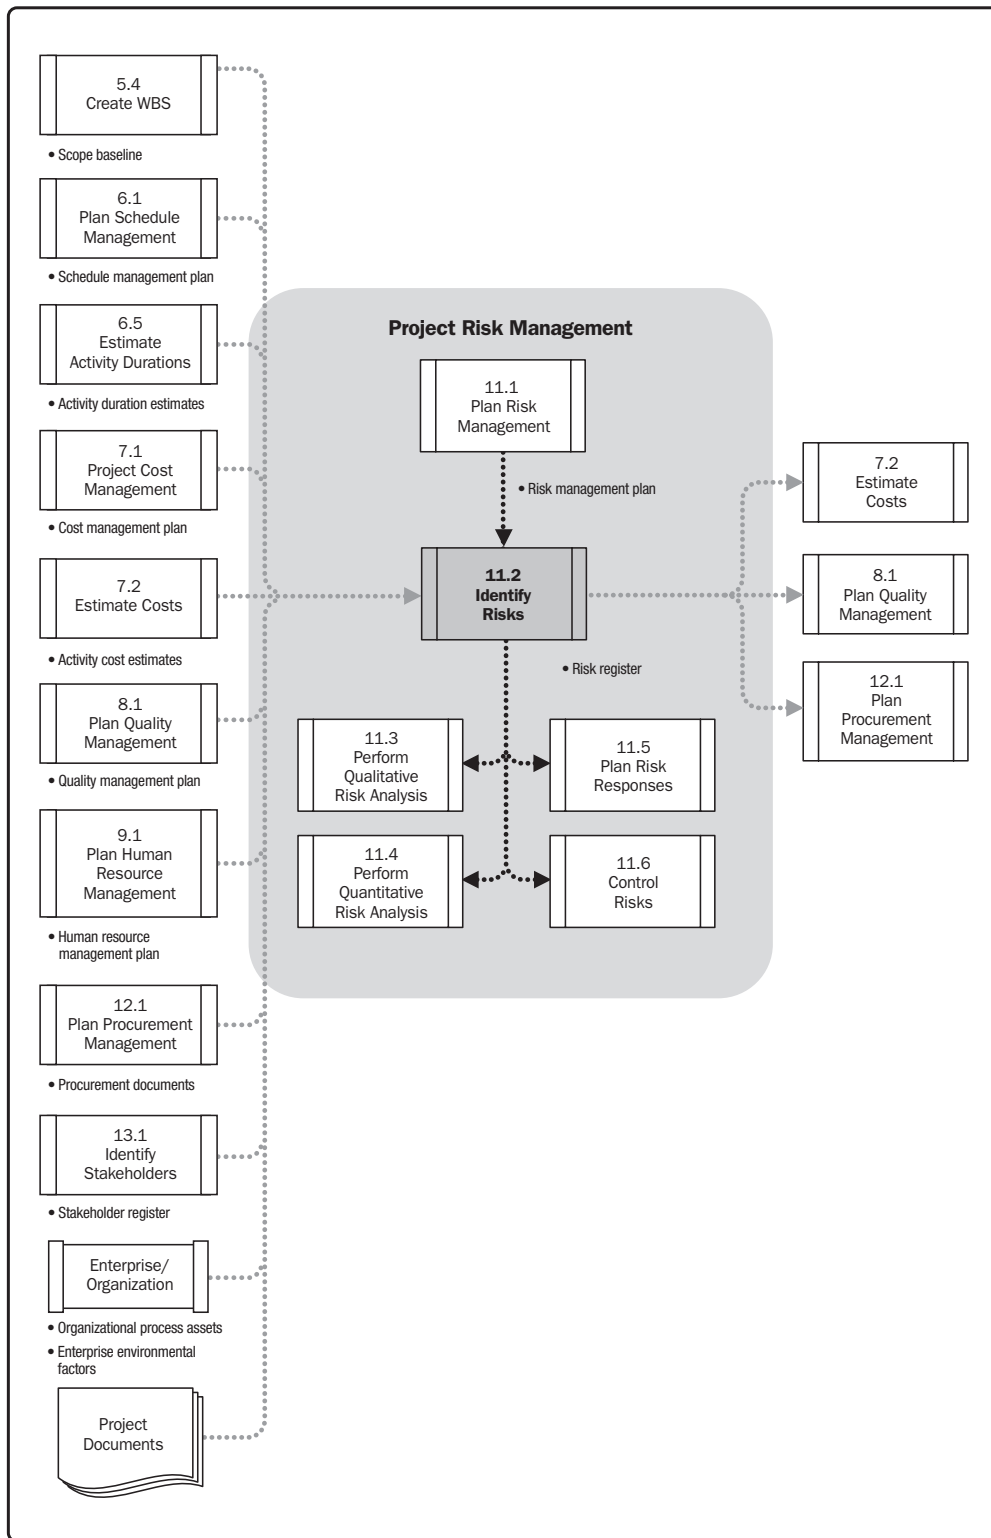 5.4
Create WBS
• Scope baseline
6.1
Plan Schedule
Management
• Schedule management plan
6.5
Estimate
Activity Durations
• Activity duration estimates
7.1
Project Cost
Management
• Cost management plan
7.2
Estimate Costs
• Activity cost estimates
8.1
Plan Quality
Management
• Quality management plan
9.1
Plan Human
Resource
Management
• Human resource
management plan
12.1
Plan Procurement
Management
• Procurement documents
13.1
Identify
Stakeholders
• Stakeholder register
Enterprise/
Organization
• Organizational process assets
• Enterprise environmental
factors
Project
Documents
Project Risk Management
11.1
Plan Risk
Management
• Risk management plan
11.2
Identify
Risks
• Risk register
11.3
Perform
Qualitative
Risk Analysis
11.5
Plan Risk
Responses
11.4
Perform
Quantitative
Risk Analysis
11.6
Control
Risks
7.2
Estimate
Costs
8.1
Plan Quality
Management
12.1
Plan
Procurement
Management